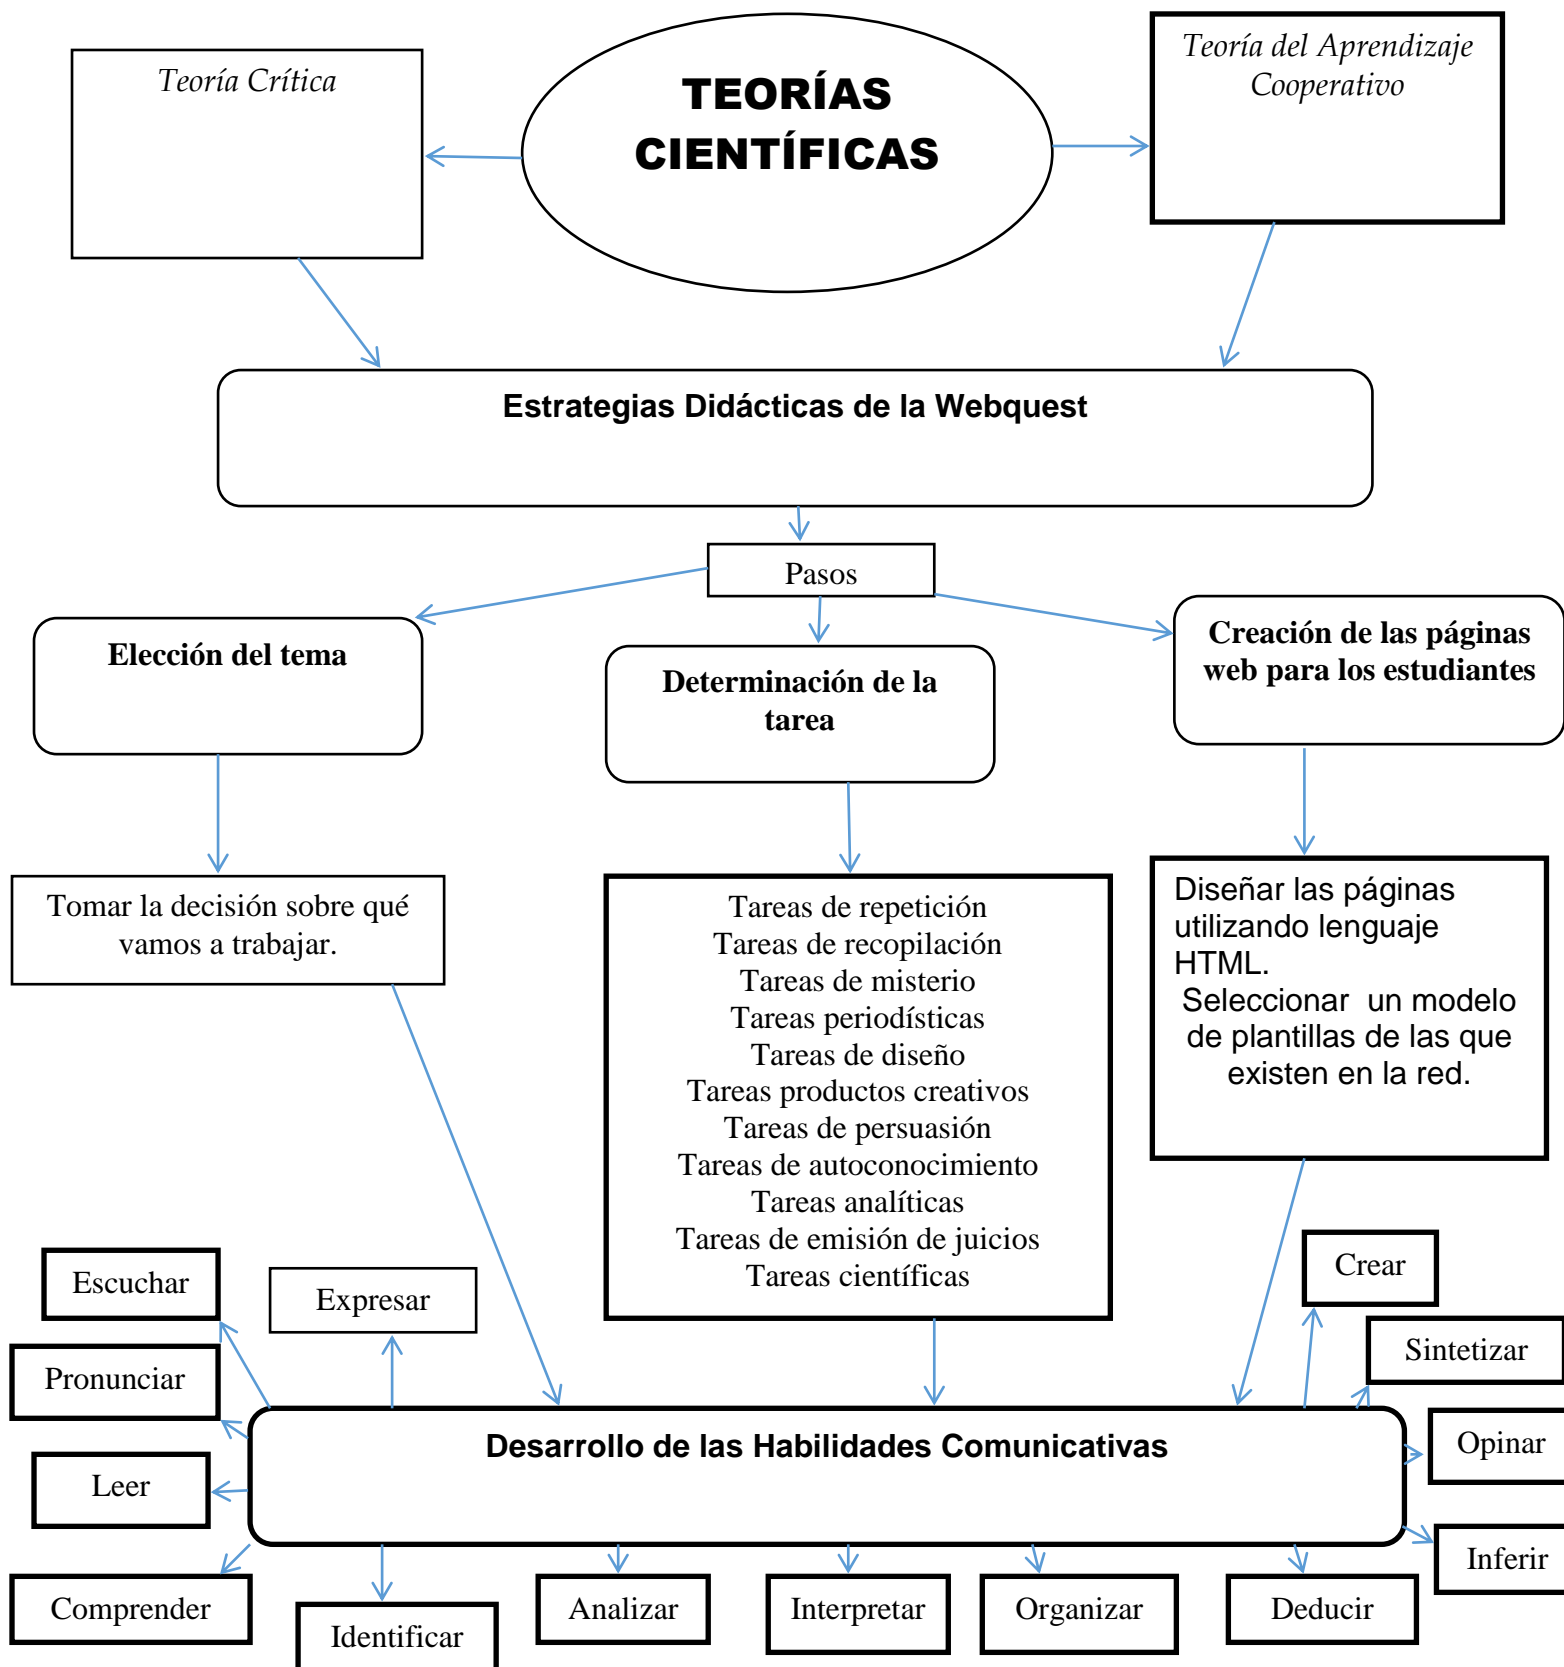 Teoría Crítica
TEORÍAS
CIENTÍFICAS
Teoría del Aprendizaje
Cooperativo
Estrategias Didácticas de la Webquest
Pasos
Elección del tema
Determinación de la
tarea
Creación de las páginas
web para los estudiantes
Tomar la decisión sobre qué
vamos a trabajar.
Tareas de repetición
Tareas de recopilación
Tareas de misterio
Tareas periodísticas
Tareas de diseño
Tareas productos creativos
Tareas de persuasión
Tareas de autoconocimiento
Tareas analíticas
Tareas de emisión de juicios
Tareas científicas
Diseñar las páginas
utilizando lenguaje
HTML.
Seleccionar un modelo
de plantillas de las que
existen en la red.
Escuchar
Expresar
Crear
Pronunciar
Sintetizar
Leer
Desarrollo de las Habilidades Comunicativas
Opinar
Inferir
Comprender
Identificar
Analizar
Interpretar
Organizar
Deducir